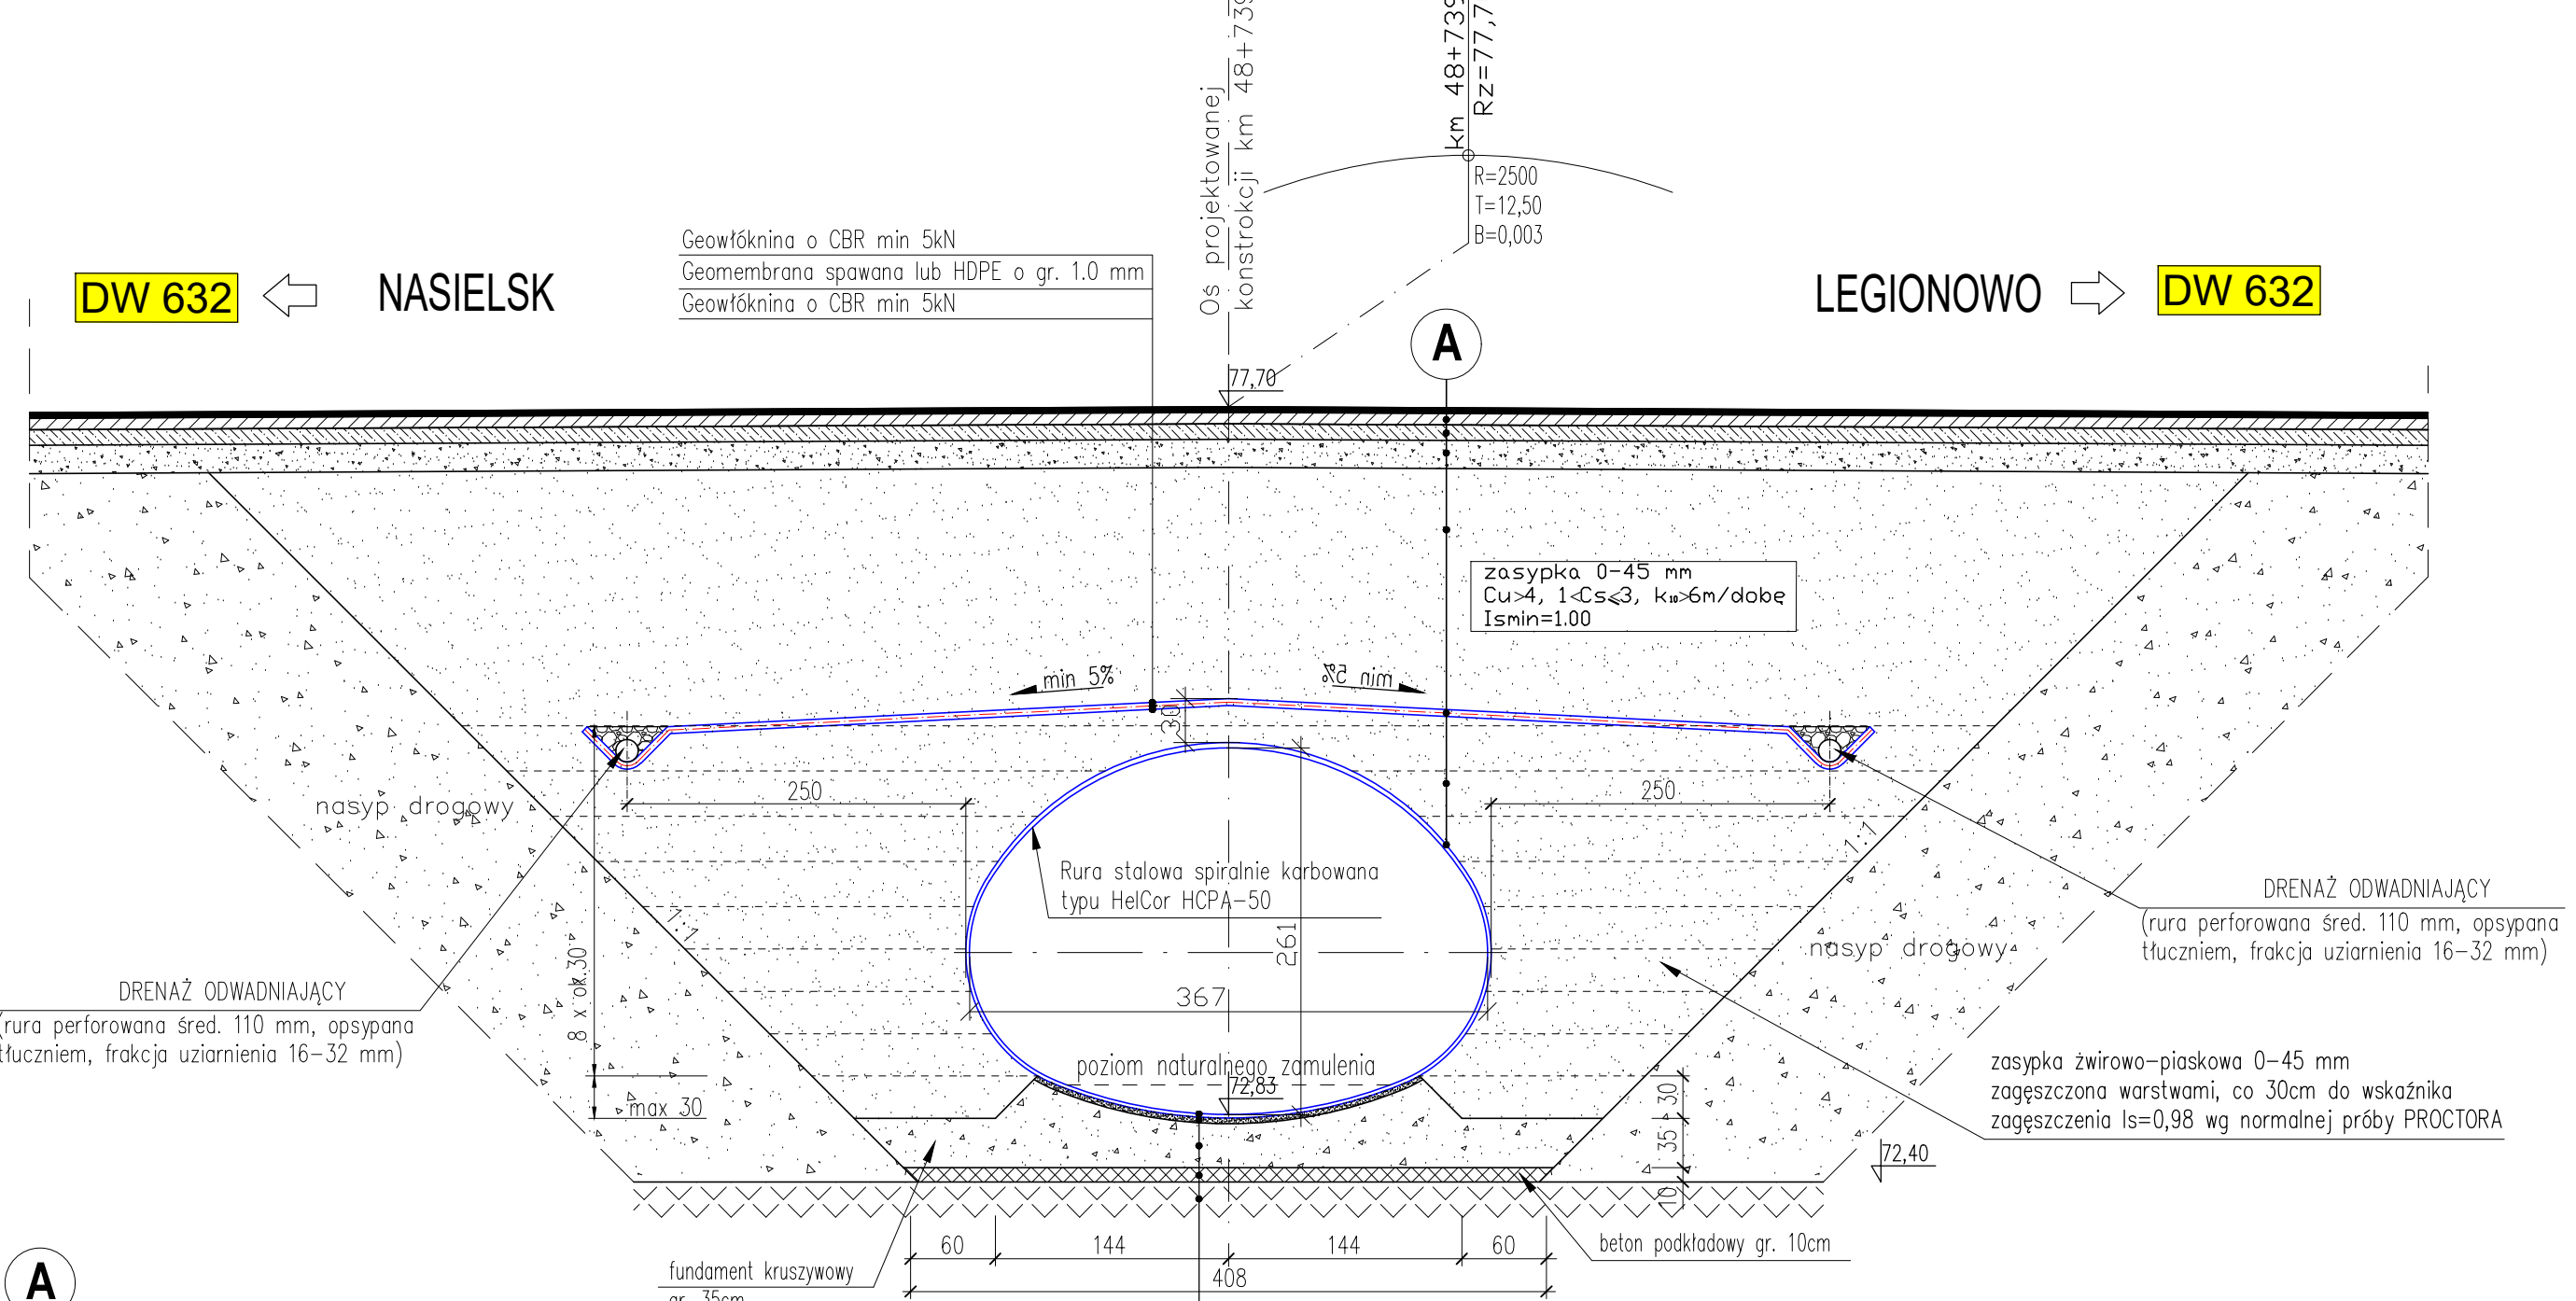 Oś projektowanej
konstrokcji km 48+739
km 48+739
Rz=77,7
R=2500
T=12,50
B=0,003
Geowłóknina o CBR min 5kN
Geomembrana spawana lub HDPE o gr. 1.0 mm
Geowłóknina o CBR min 5kN
DW 632
NASIELSK
LEGIONOWO
DW 632
A
77,70
zasypka 0-45 mm
Cu>4, 1<Cs≤3, k₁₀>6m/dobę
Ismin=1.00
min 5%
min 5%
30
250
250
nasyp drogowy
1:1
1:1
Rura stalowa spiralnie karbowana
typu HelCor HCPA-50
261
367
DRENAŻ ODWADNIAJĄCY
(rura perforowana śred. 110 mm, opsypana
tłuczniem, frakcja uziarnienia 16-32 mm)
nasyp drogowy
DRENAŻ ODWADNIAJĄCY
(rura perforowana śred. 110 mm, opsypana
tłuczniem, frakcja uziarnienia 16-32 mm)
8 x ok.30
max 30
poziom naturalnego zamulenia
72,83
zasypka żwirowo-piaskowa 0-45 mm
zagęszczona warstwami, co 30cm do wskaźnika
zagęszczenia Is=0,98 wg normalnej próby PROCTORA
30
35
10
72,40
60
144
144
60
408
beton podkładowy gr. 10cm
fundament kruszywowy
gr. 35cm
A